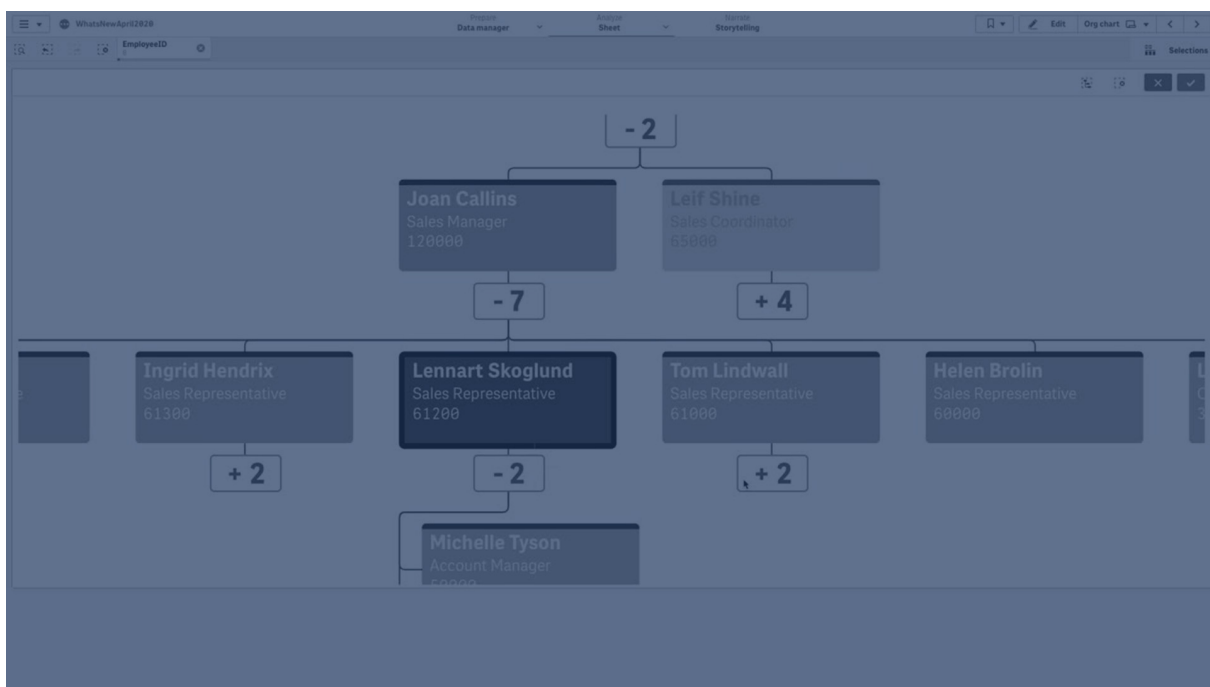 WhatsNewApril2020
Prepare
Data manager
Analyze
Sheet
Narrate
Storytelling
Edit
Org chart
EmployeeID
Selections
- 2
Joan Callins
Sales Manager
120000
Leif Shine
Sales Coordinator
65000
- 7
+ 4
Ingrid Hendrix
Sales Representative
61300
Lennart Skoglund
Sales Representative
61200
Tom Lindwall
Sales Representative
61000
Helen Brolin
Sales Representative
60000
+ 2
- 2
+ 2
Michelle Tyson
Account Manager